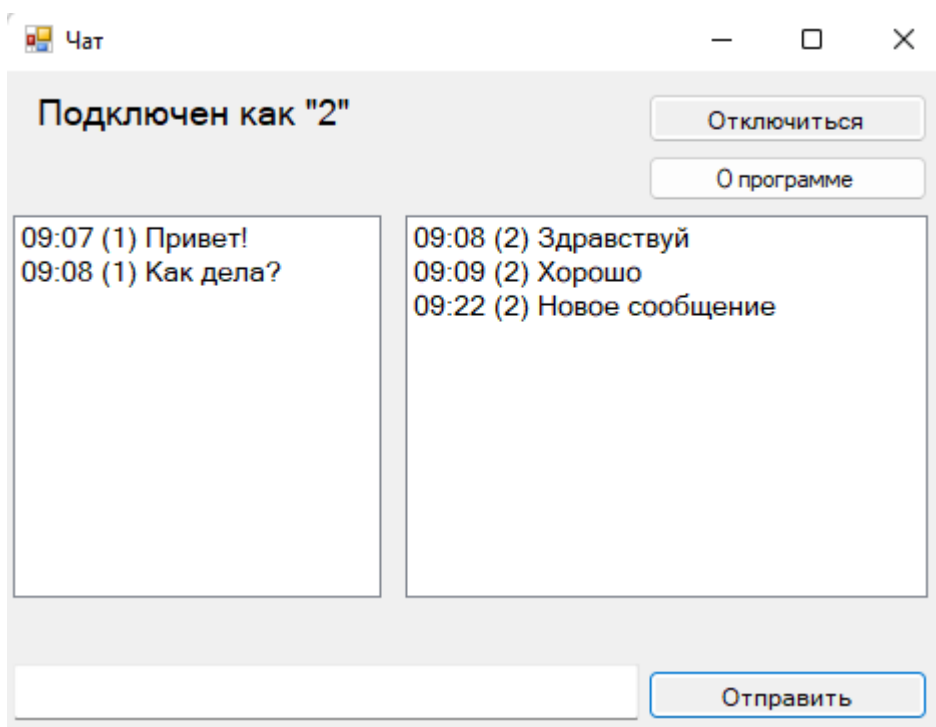 Чат
Подключен как "2"
Отключиться
О программе
09:07 (1) Привет!
09:08 (1) Как дела?
09:08 (2) Здравствуй
09:09 (2) Хорошо
09:22 (2) Новое сообщение
Отправить